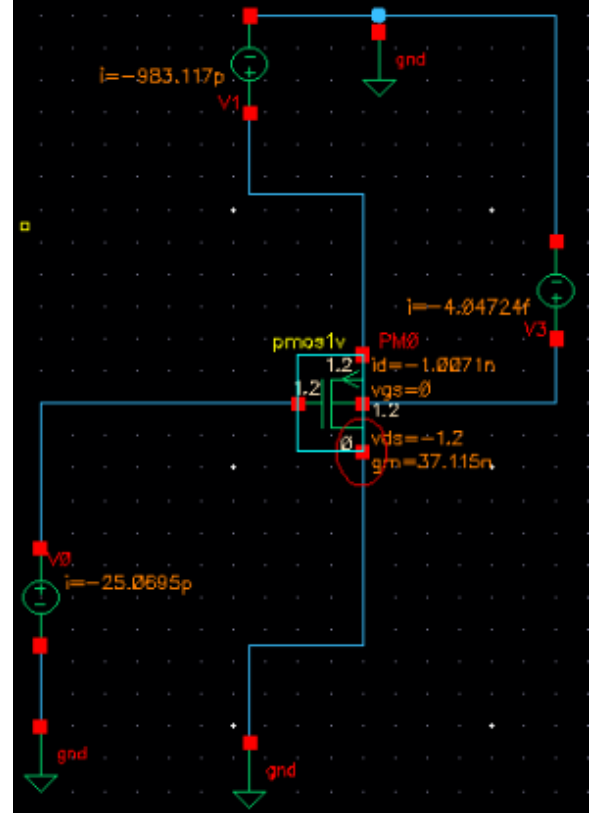 gnd
i=-983.117p
V1
i=-4.04724f
V3
pmos1v
PM0
1.2
id=-1.0071n
1.2
vgs=0
1.2
0
vds=-1.2
gm=37.115n
V0
i=-25.0695p
gnd
gnd